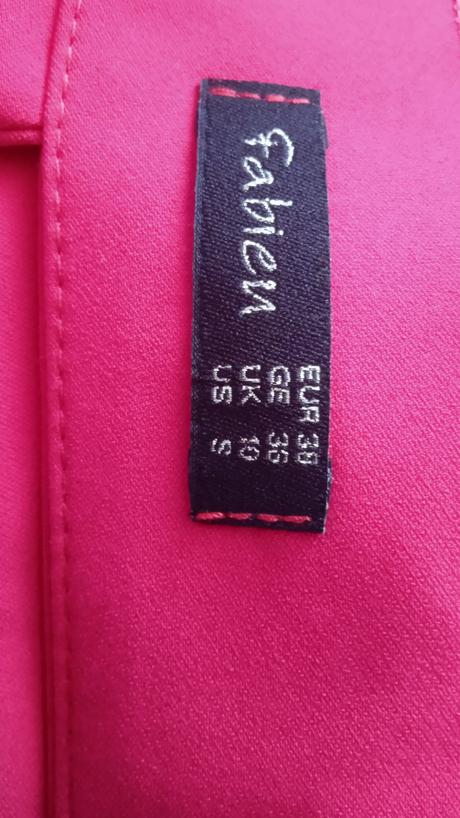 Fabien
EUR 38
GE 36
UK 10
US S